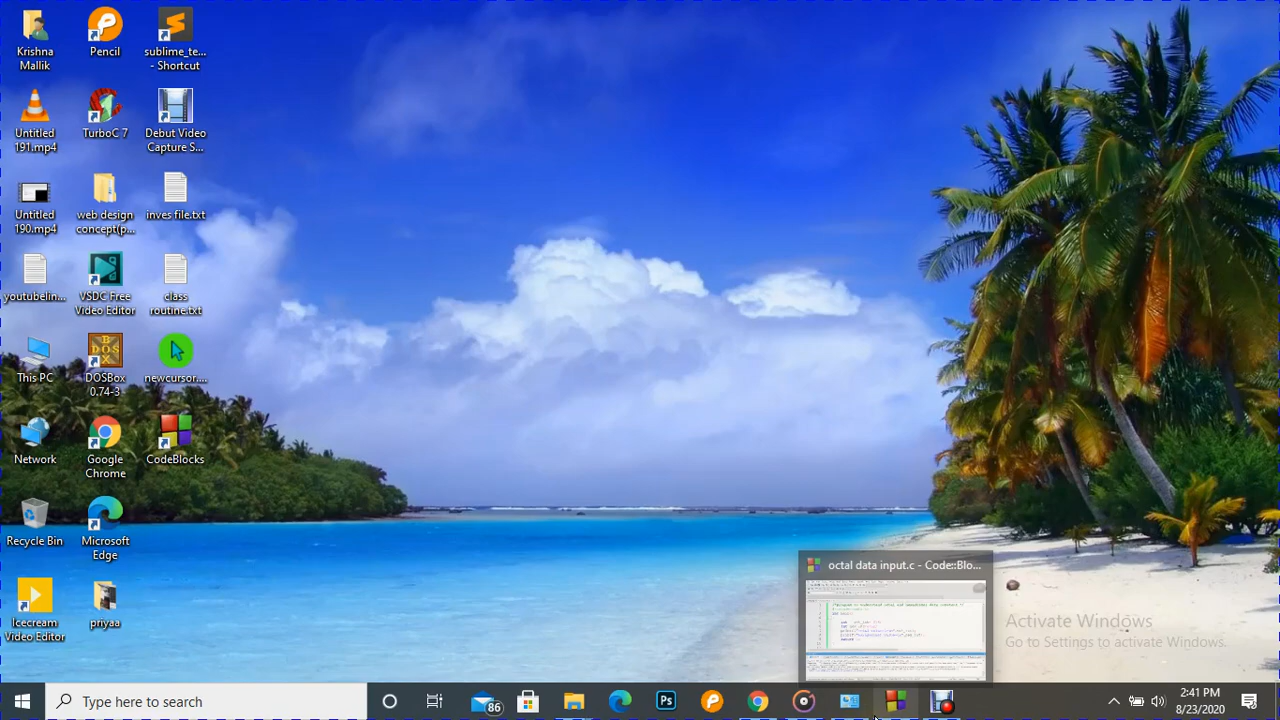 Krishna
Mallik
Pencil
sublime_te...
- Shortcut
Untitled
191.mp4
TurboC 7
Debut Video
Capture S...
Untitled
190.mp4
web design
concept(p...
inves file.txt
youtubelin...
VSDC Free
Video Editor
class
routine.txt
This PC
BOX
DOS
DOSBox
0.74-3
newcursor....
Network
Google
Chrome
CodeBlocks
Recycle Bin
Microsoft
Edge
Icecream
Video Editor
priyaa
octal data input.c - Code::Blo...
Activate Windows
Go to Settings to activate Windows.
Type here to search
86
Ps
2:41 PM
8/23/2020